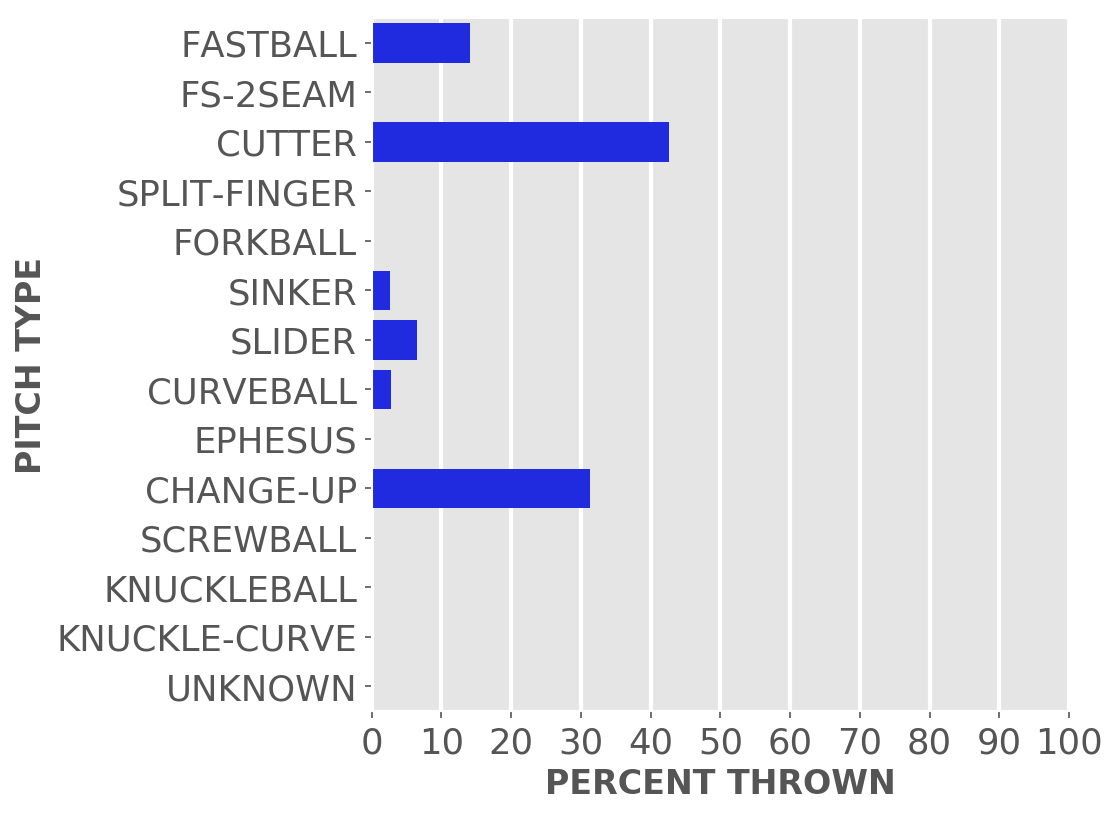 FASTBALL
FS-2SEAM
CUTTER
SPLIT-FINGER
FORKBALL
SINKER
SLIDER
CURVEBALL
EPHESUS
CHANGE-UP
SCREWBALL
KNUCKLEBALL
KNUCKLE-CURVE
UNKNOWN
PITCH TYPE
0 10 20 30 40 50 60 70 80 90 100
PERCENT THROWN